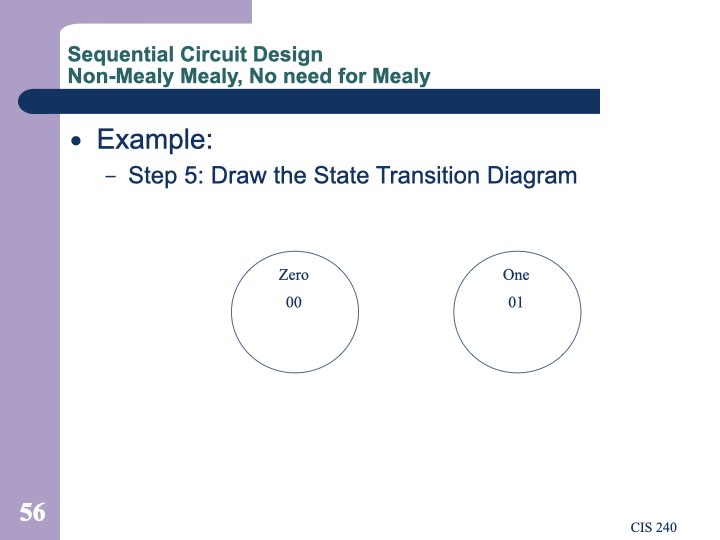 Sequential Circuit Design
Non-Mealy Mealy, No need for Mealy
• Example:
– Step 5: Draw the State Transition Diagram
Zero
00
One
01
56
CIS 240